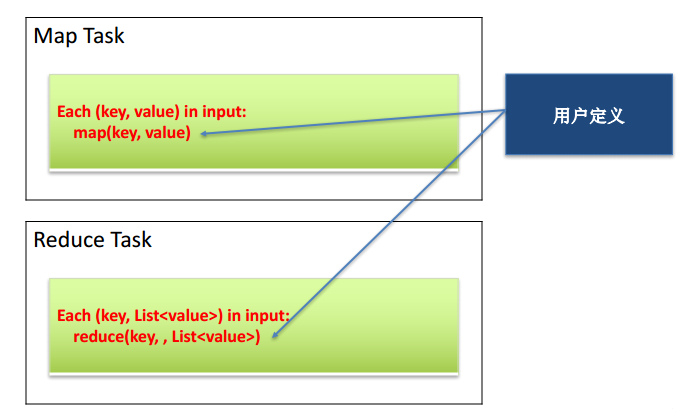 Map Task
Each (key, value) in input:
map(key, value)
用户定义
Reduce Task
Each (key, List<value>) in input:
reduce(key, , List<value>)